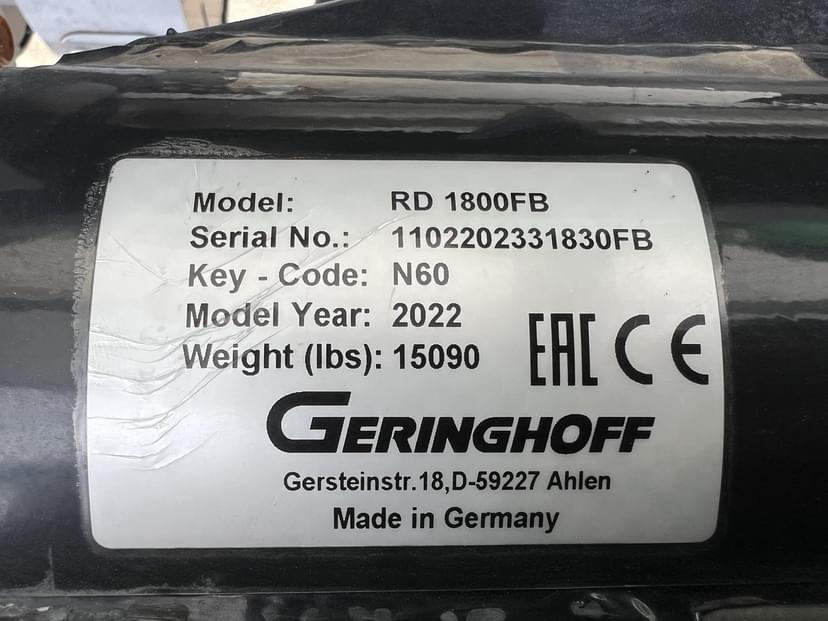 Model: RD 1800FB
Serial No.: 1102202331830FB
Key - Code: N60
Model Year: 2022
Weight (lbs): 15090
EAC CE
GERINGHOFF
Gersteinstr.18,D-59227 Ahlen
Made in Germany